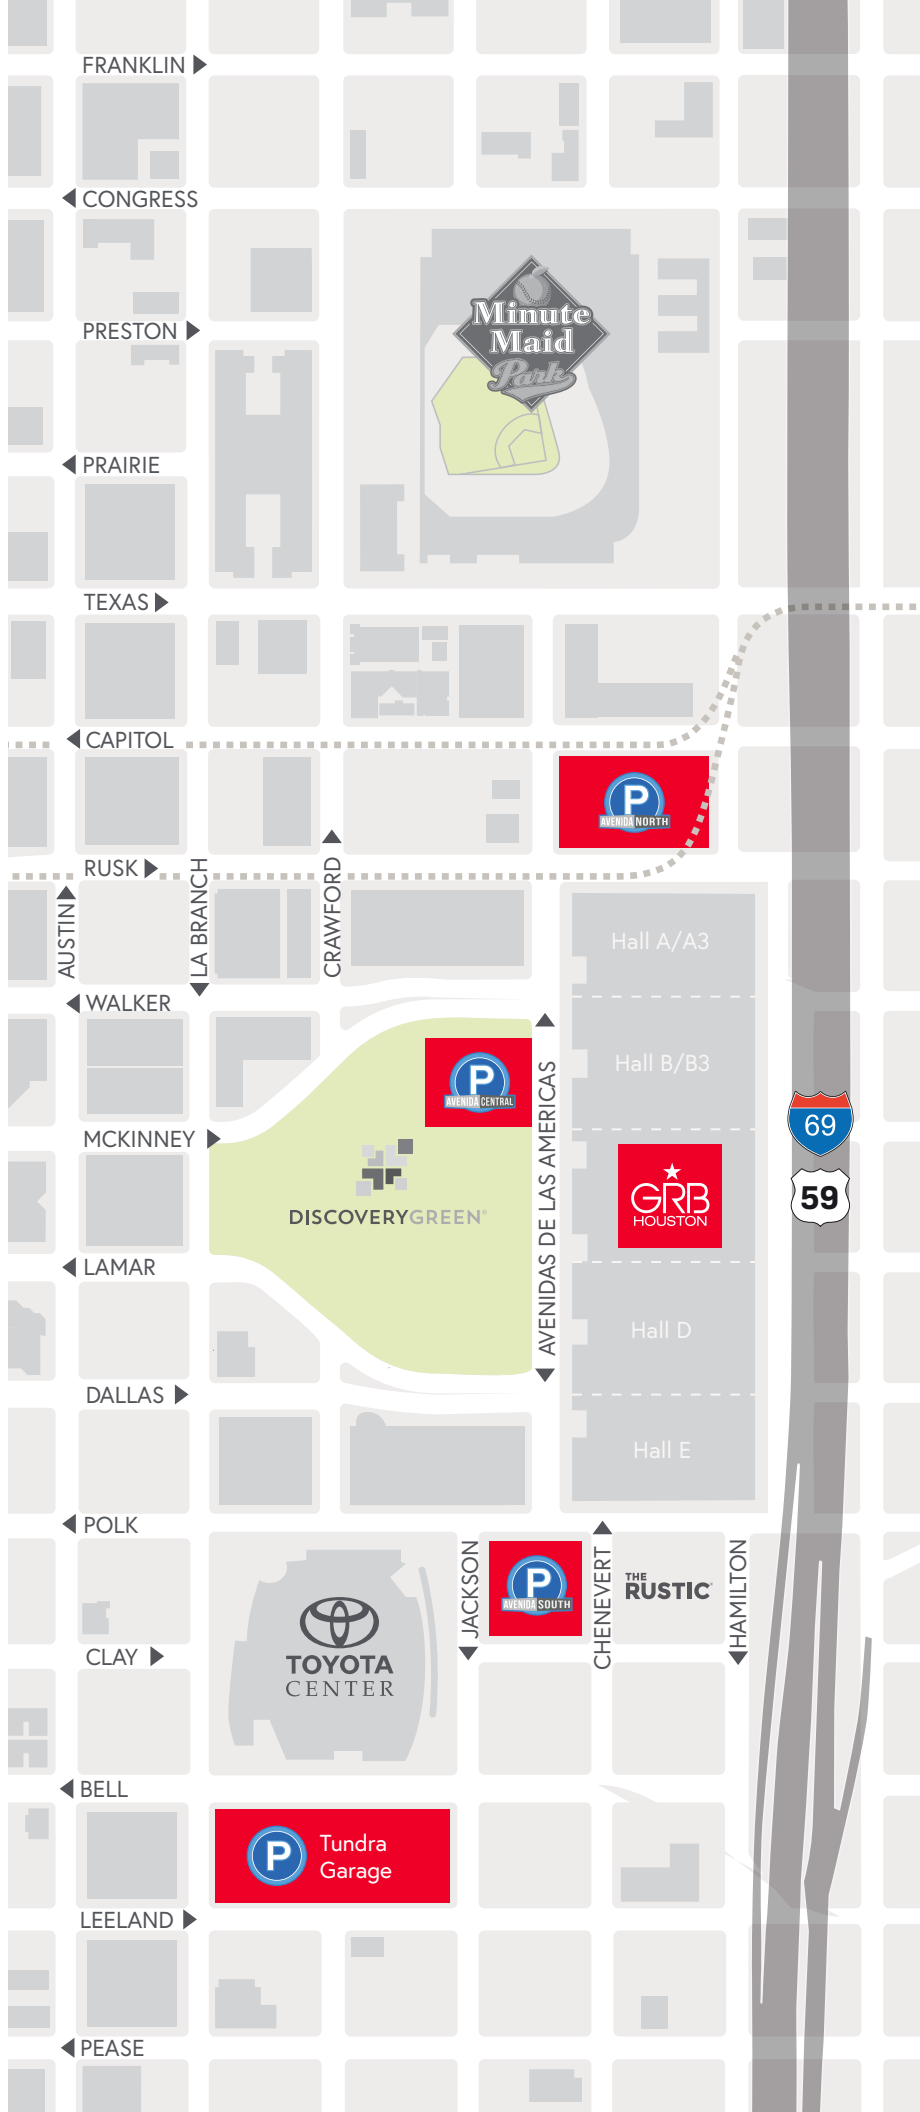 FRANKLIN
CONGRESS
Minute
Maid
Park
PRESTON
PRAIRIE
TEXAS
CAPITOL
P
AVENIDA NORTH
RUSK
AUSTIN
LA BRANCH
CRAWFORD
Hall A/A3
WALKER
Hall B/B3
P
AVENIDA CENTRAL
AVENIDAS DE LAS AMERICAS
69
MCKINNEY
59
GRB
HOUSTON
DISCOVERYGREEN®
LAMAR
Hall D
DALLAS
Hall E
POLK
JACKSON
P
AVENIDA SOUTH
CHENEVERT
THE
RUSTIC
HAMILTON
CLAY
TOYOTA
CENTER
BELL
P
Tundra
Garage
LEELAND
PEASE